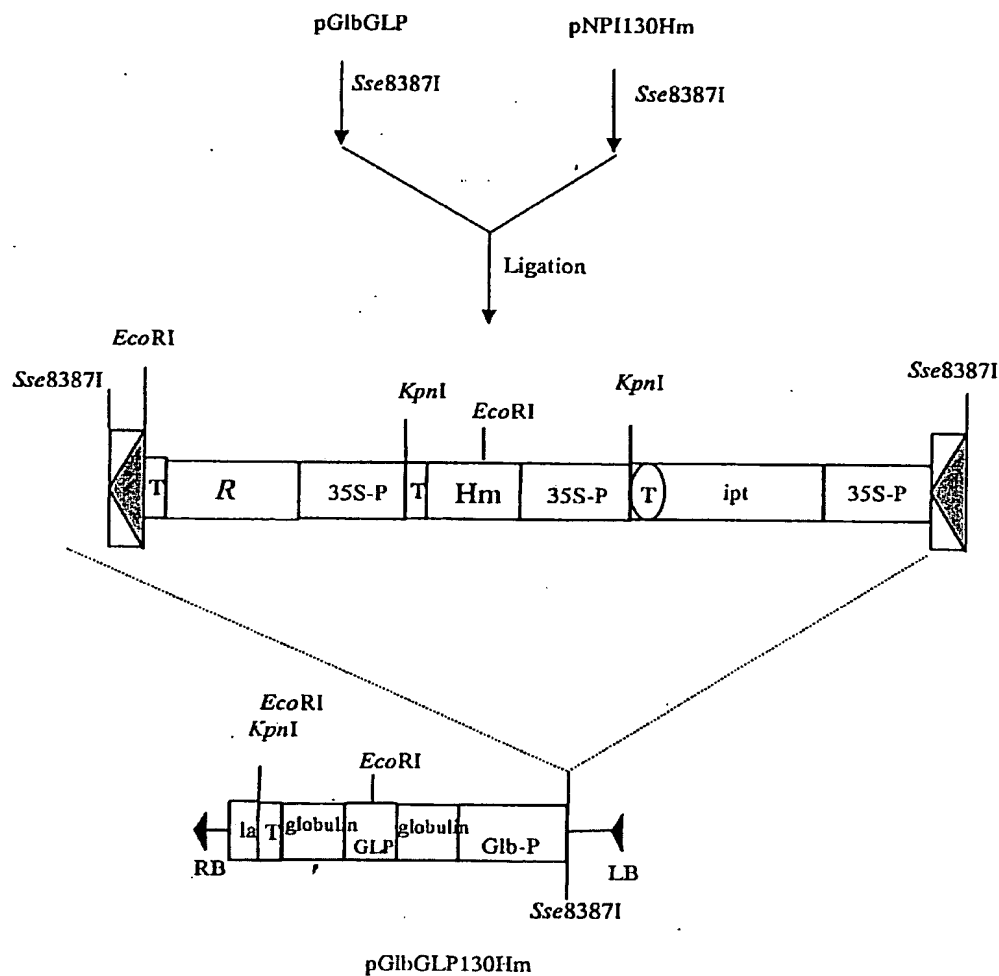 pGlbGLP pNPI130Hm
Sse8387I Sse8387I
Ligation
EcoRI
Sse8387I KpnI KpnI Sse8387I
EcoRI
T R 35S-P T Hm 35S-P T ipt 35S-P
EcoRI
KpnI
EcoRI
la T globulin GLP globulin Glb-P
RB LB
Sse8387I
pGlbGLP130Hm